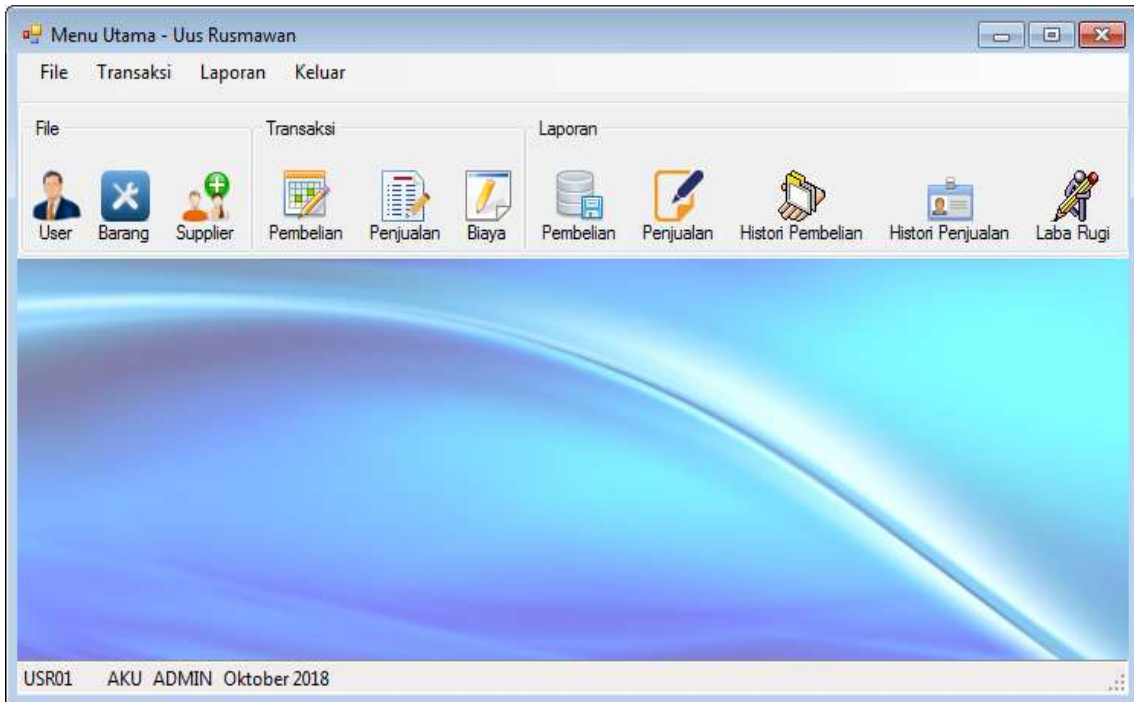 Menu Utama - Uus Rusmawan
File Transaksi Laporan Keluar
File Transaksi Laporan
User Barang Supplier Pembelian Penjualan Biaya Pembelian Penjualan Histori Pembelian Histori Penjualan Laba Rugi
USR01 AKU ADMIN Oktober 2018